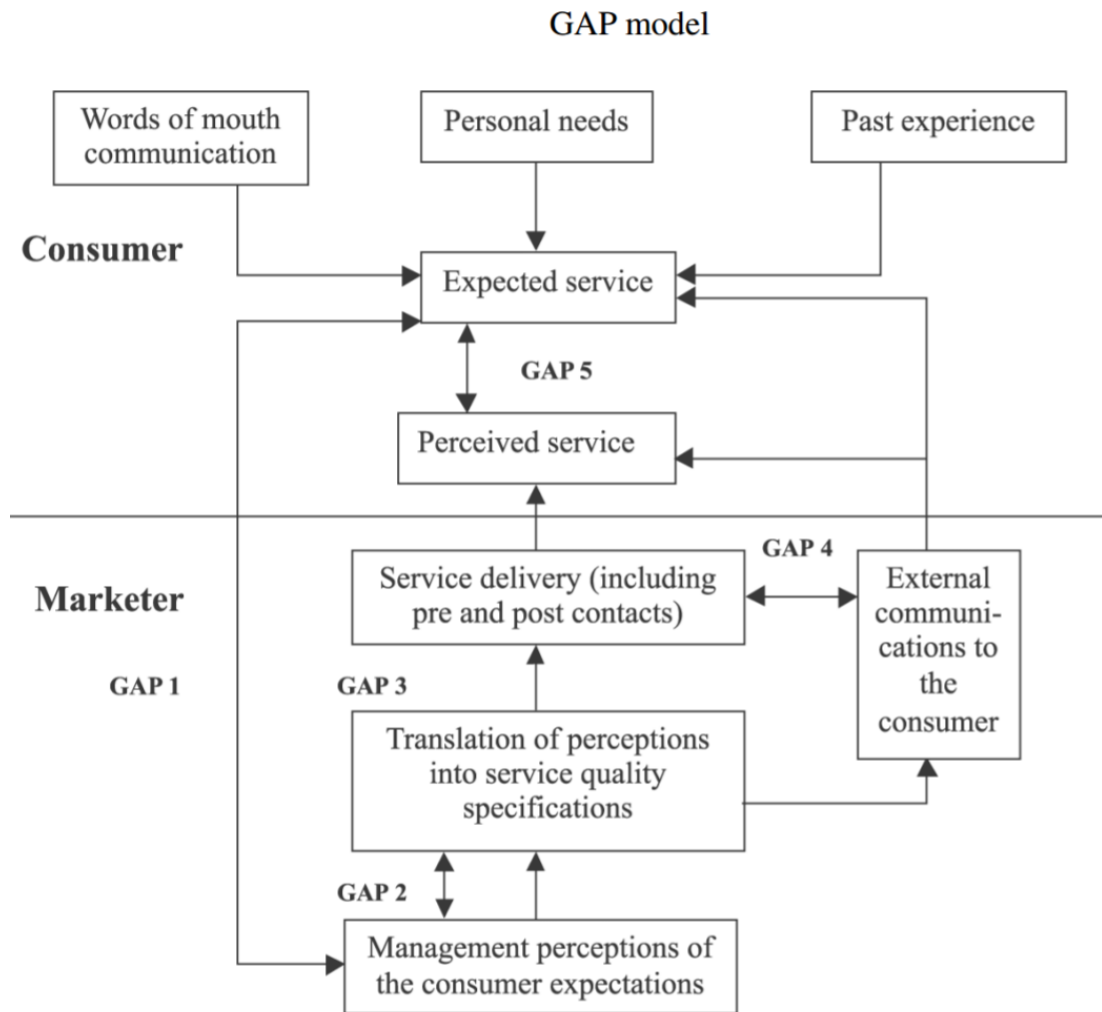 GAP model
Words of mouth
communication
Personal needs
Past experience
Consumer
Expected service
GAP 5
Perceived service
GAP 4
Marketer
Service delivery (including
pre and post contacts)
External
communi-
cations to
the
consumer
GAP 1
GAP 3
Translation of perceptions
into service quality
specifications
GAP 2
Management perceptions of
the consumer expectations